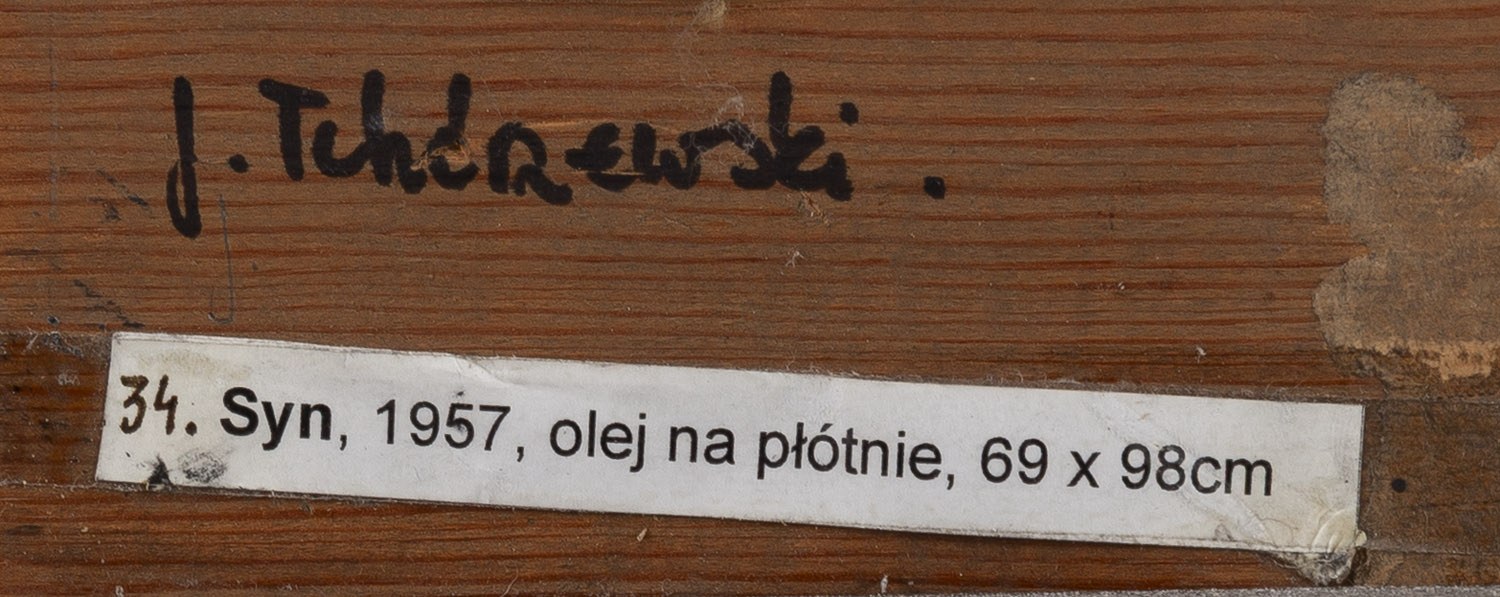 J. Tchórzewski.
34. Syn, 1957, olej na płótnie, 69 x 98cm